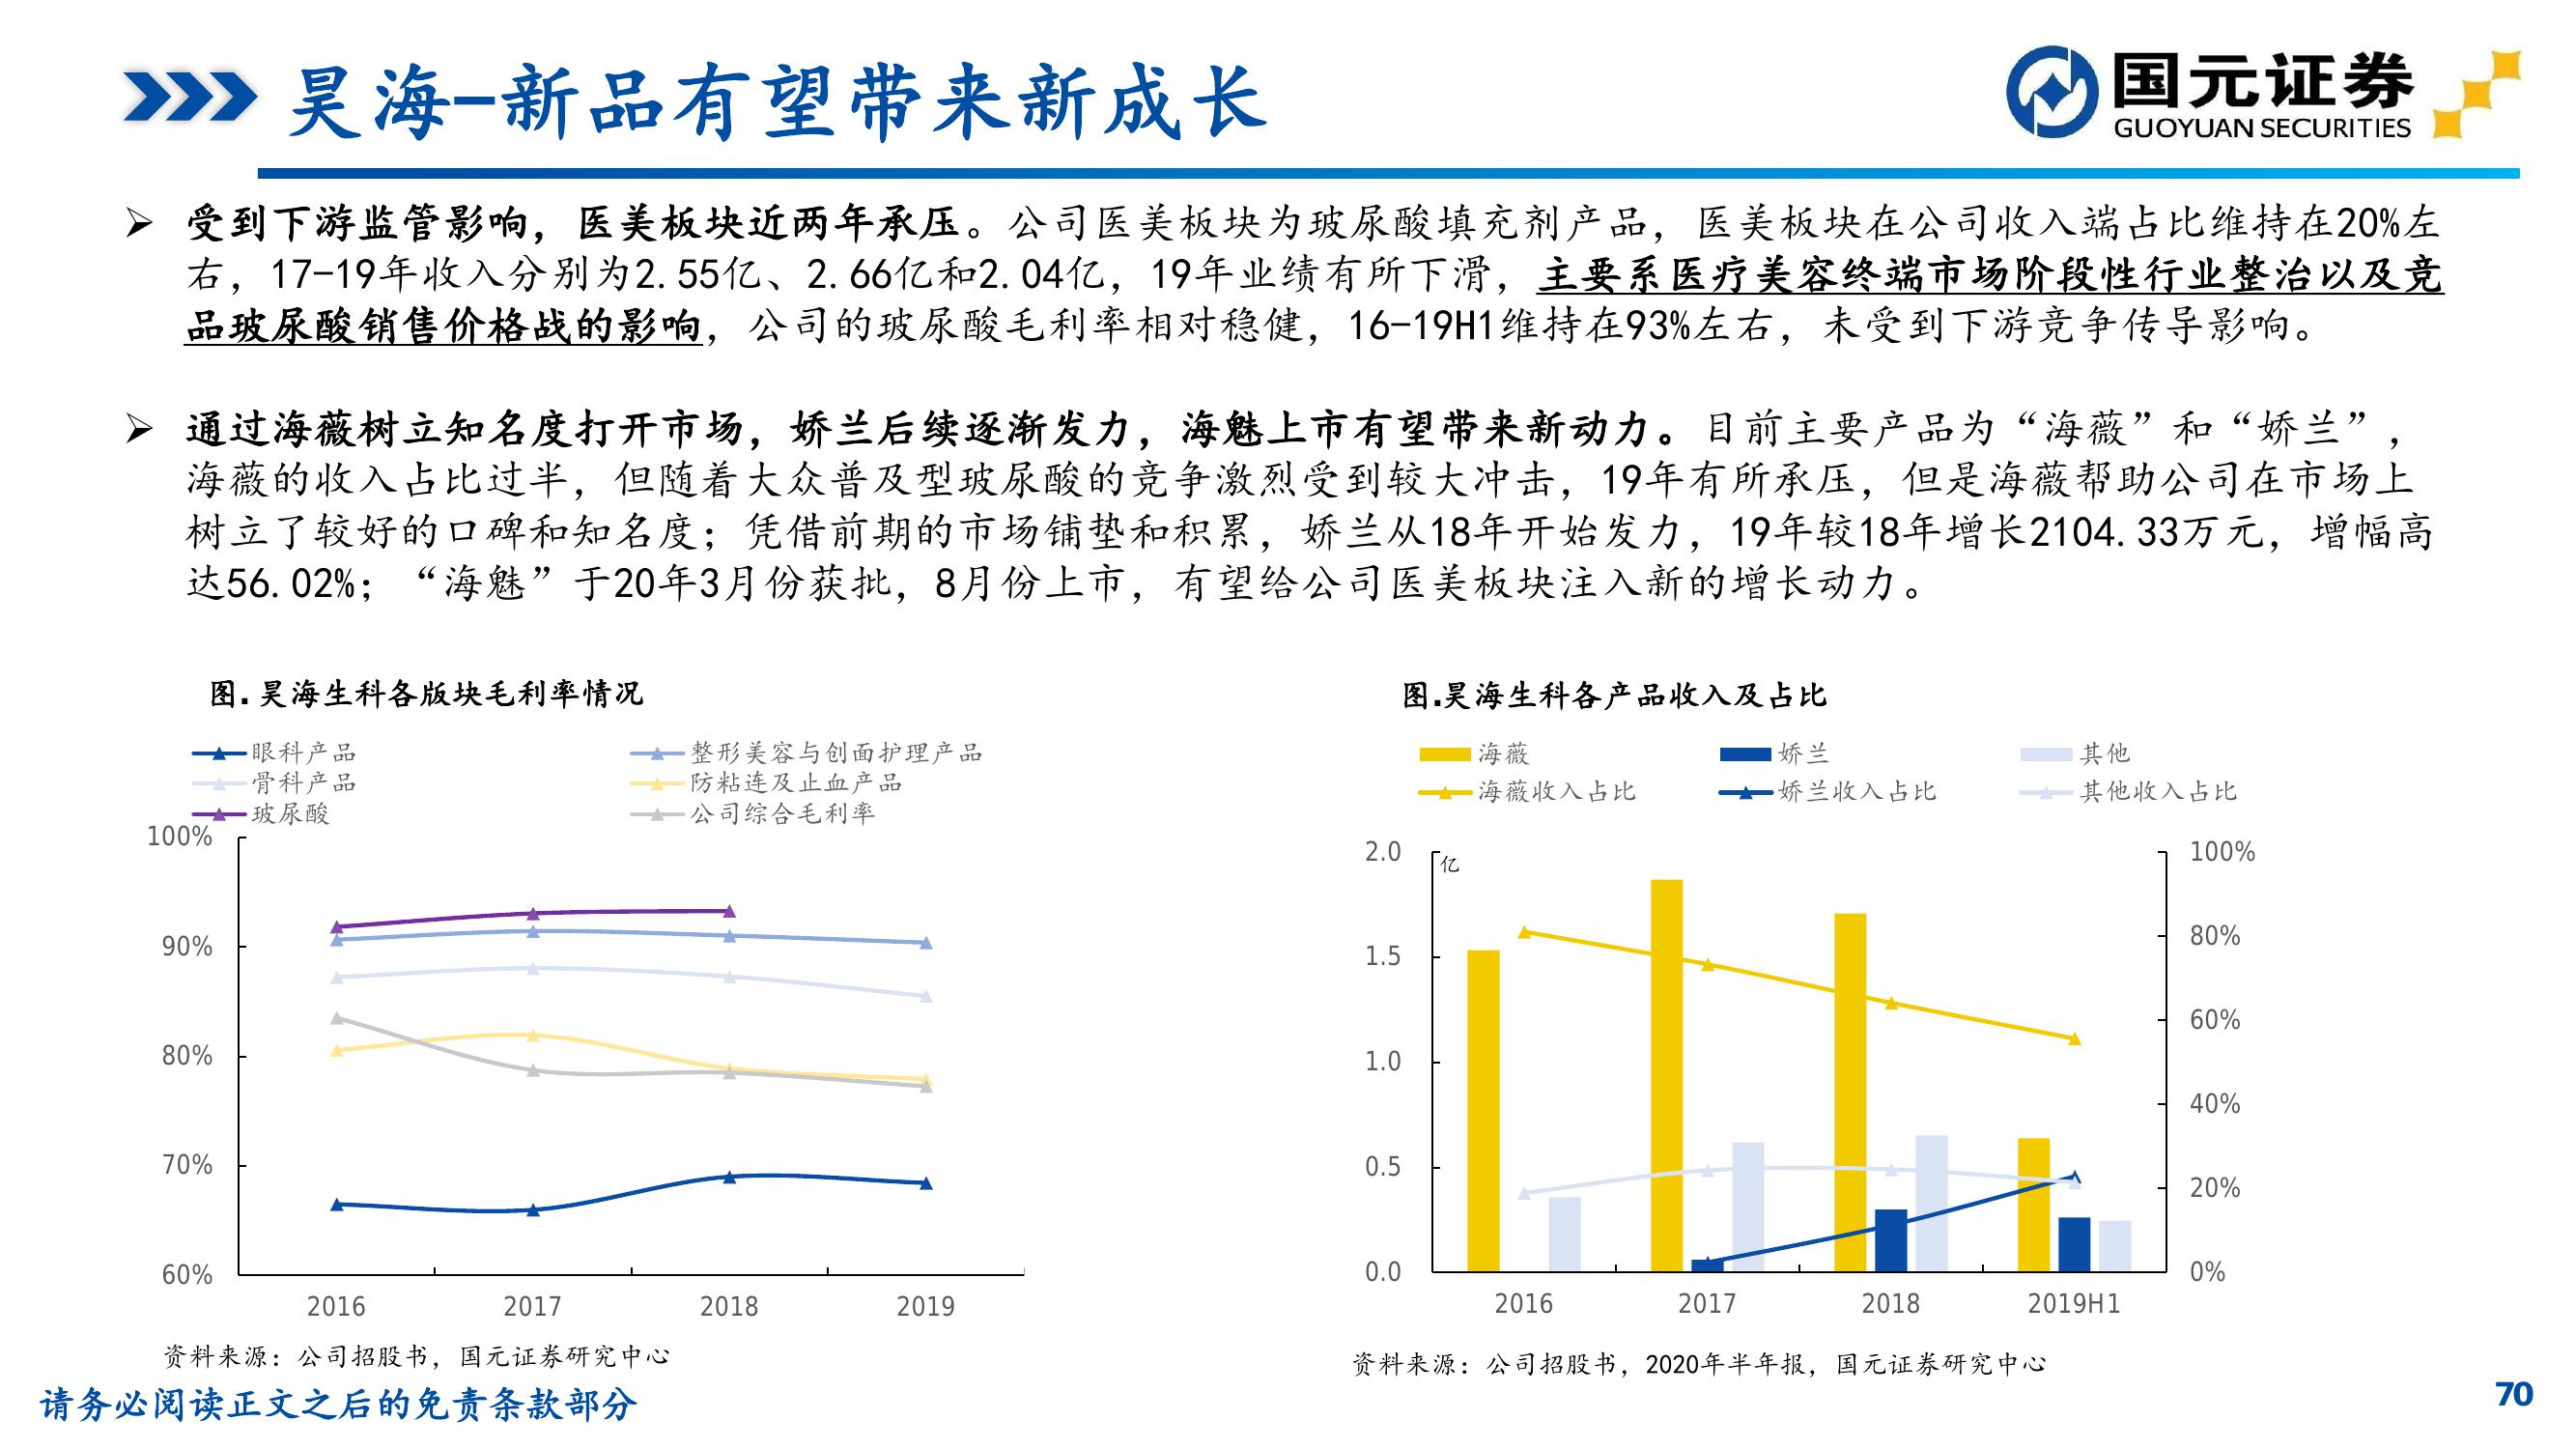 昊海-新品有望带来新成长
国元证券
GUOYUAN SECURITIES
➢ 受到下游监管影响，医美板块近两年承压。公司医美板块为玻尿酸填充剂产品，医美板块在公司收入端占比维持在20%左
右，17-19年收入分别为2.55亿、2.66亿和2.04亿，19年业绩有所下滑，主要系医疗美容终端市场阶段性行业整治以及竞
品玻尿酸销售价格战的影响，公司的玻尿酸毛利率相对稳健，16-19H1维持在93%左右，未受到下游竞争传导影响。
➢ 通过海薇树立知名度打开市场，娇兰后续逐渐发力，海魅上市有望带来新动力。目前主要产品为“海薇”和“娇兰”，
海薇的收入占比过半，但随着大众普及型玻尿酸的竞争激烈受到较大冲击，19年有所承压，但是海薇帮助公司在市场上
树立了较好的口碑和知名度；凭借前期的市场铺垫和积累，娇兰从18年开始发力，19年较18年增长2104.33万元，增幅高
达56.02%；“海魅”于20年3月份获批，8月份上市，有望给公司医美板块注入新的增长动力。
图.昊海生科各版块毛利率情况
眼科产品 整形美容与创面护理产品
骨科产品 防粘连及止血产品
玻尿酸 公司综合毛利率
100%
90%
80%
70%
60%
2016 2017 2018 2019
资料来源：公司招股书，国元证券研究中心
图.昊海生科各产品收入及占比
海薇 娇兰 其他
海薇收入占比 娇兰收入占比 其他收入占比
亿
2.0 100%
80%
1.5
60%
1.0
40%
0.5
20%
0.0 0%
2016 2017 2018 2019H1
资料来源：公司招股书，2020年半年报，国元证券研究中心
请务必阅读正文之后的免责条款部分
70